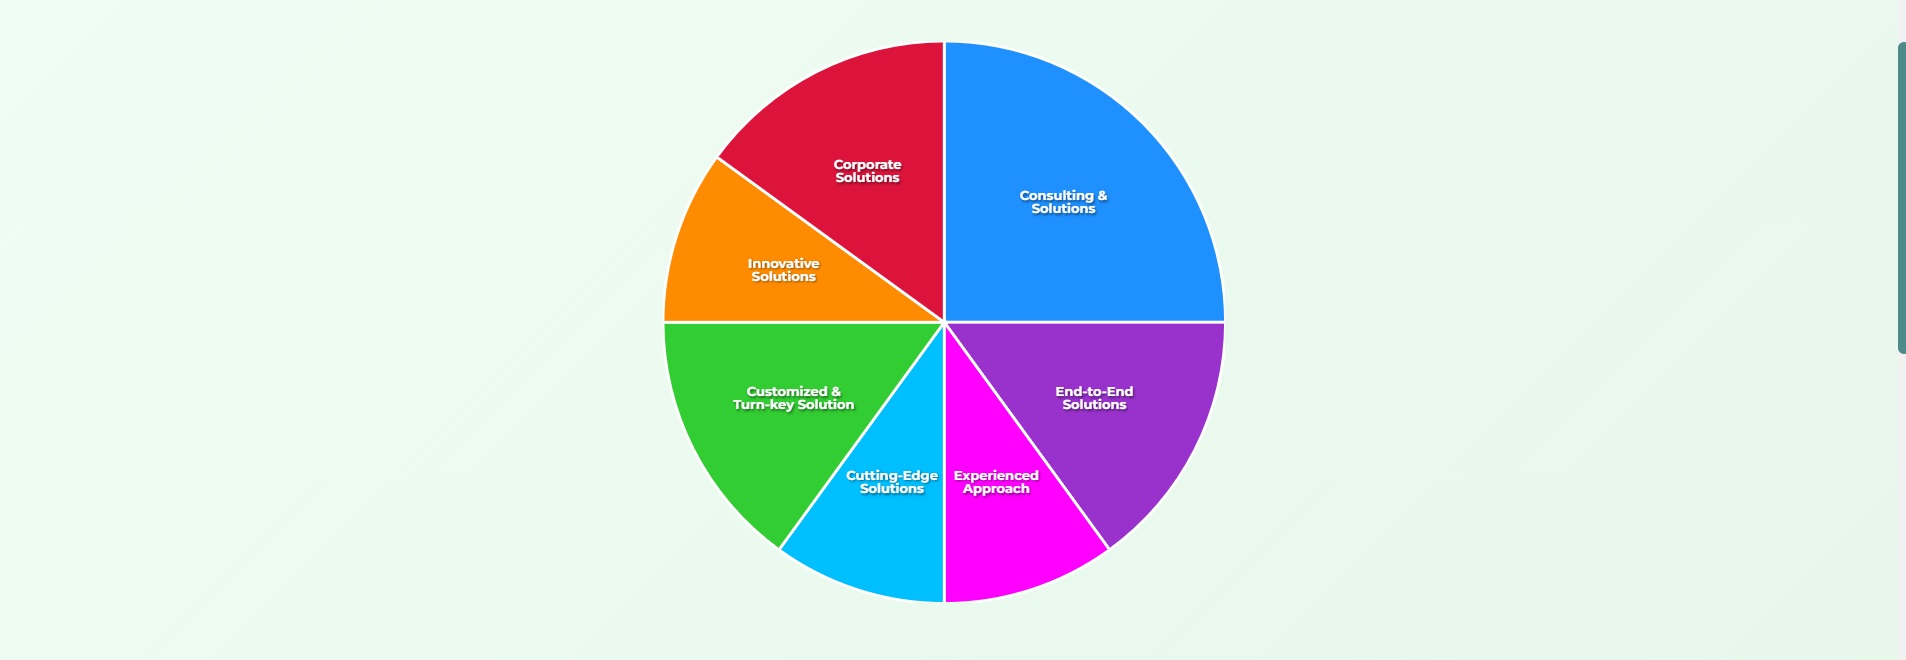 Corporate
Solutions
Consulting &
Solutions
Innovative
Solutions
Customized &
Turn-key Solution
End-to-End
Solutions
Cutting-Edge
Solutions
Experienced
Approach